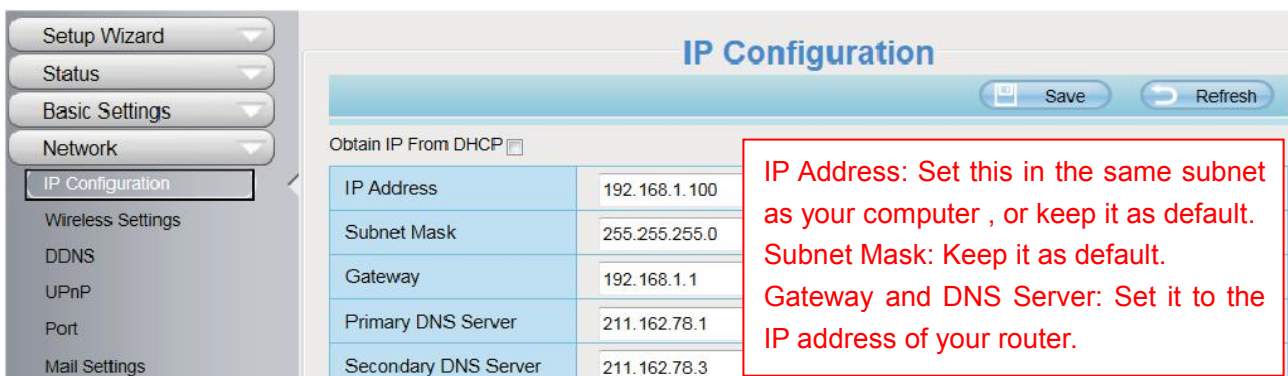 Setup Wizard
Status
Basic Settings
Network
IP Configuration
Wireless Settings
DDNS
UPnP
Port
Mail Settings
IP Configuration
Save
Refresh
Obtain IP From DHCP
IP Address 192.168.1.100
Subnet Mask 255.255.255.0
Gateway 192.168.1.1
Primary DNS Server 211.162.78.1
Secondary DNS Server 211.162.78.3
IP Address: Set this in the same subnet
as your computer , or keep it as default.
Subnet Mask: Keep it as default.
Gateway and DNS Server: Set it to the
IP address of your router.